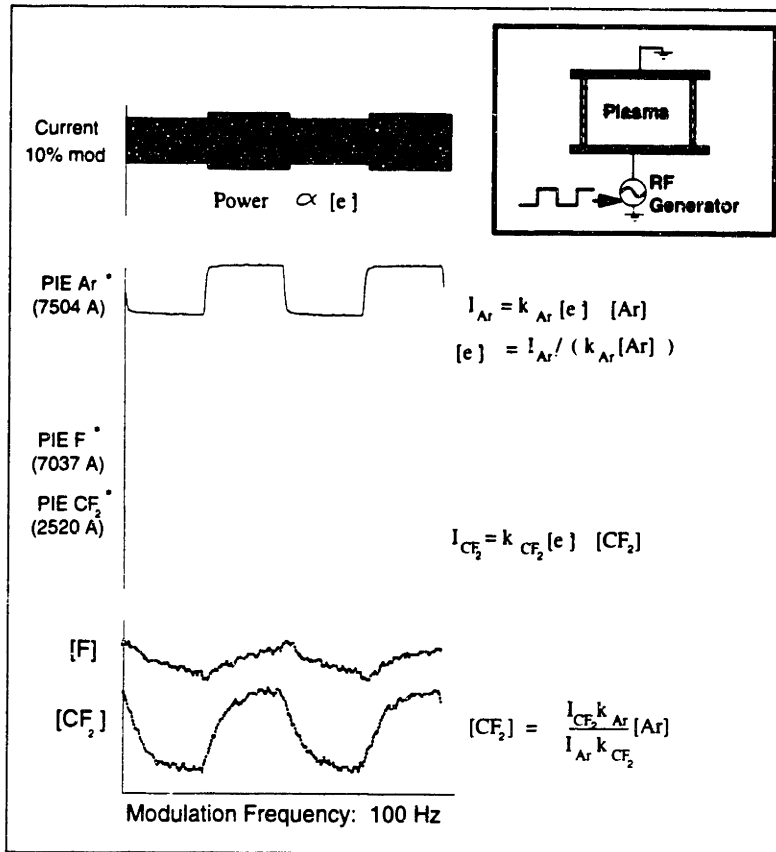 Plasma
RF
Generator
Current
10% mod
Power ∝ [e]
PIE Ar*
(7504 A)
I_Ar = k_Ar [e] [Ar]
[e] = I_Ar / ( k_Ar [Ar] )
PIE F*
(7037 A)
PIE CF₂*
(2520 A)
I_CF₂ = k_CF₂ [e] [CF₂]
[F]
[CF₂]
[CF₂] = I_CF₂ k_Ar / I_Ar k_CF₂ [Ar]
Modulation Frequency: 100 Hz